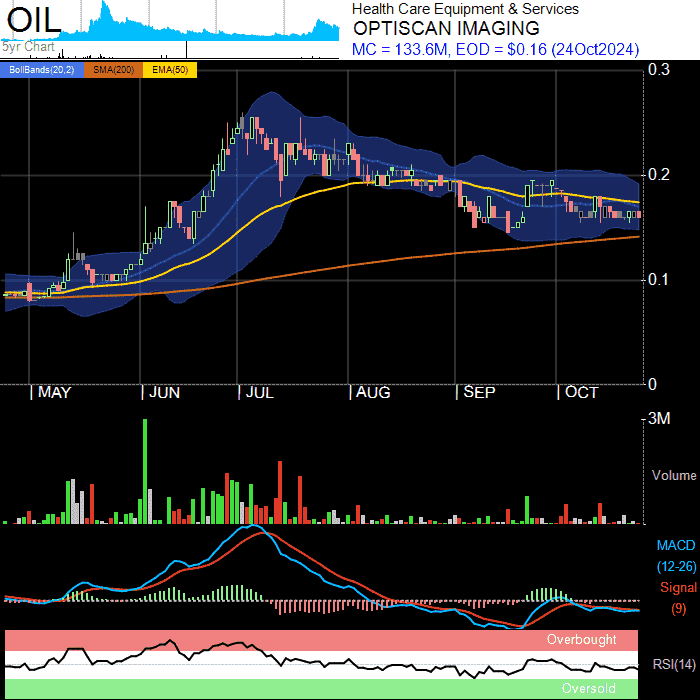 OIL
5yr Chart
Health Care Equipment & Services
OPTISCAN IMAGING
MC = 133.6M, EOD = $0.16 (24Oct2024)
BollBands(20,2) SMA(200) EMA(50)
0.3
0.2
0.1
0
MAY JUN JUL AUG SEP OCT
3M
Volume
MACD
(12-26)
Signal
(9)
Overbought
RSI(14)
Oversold